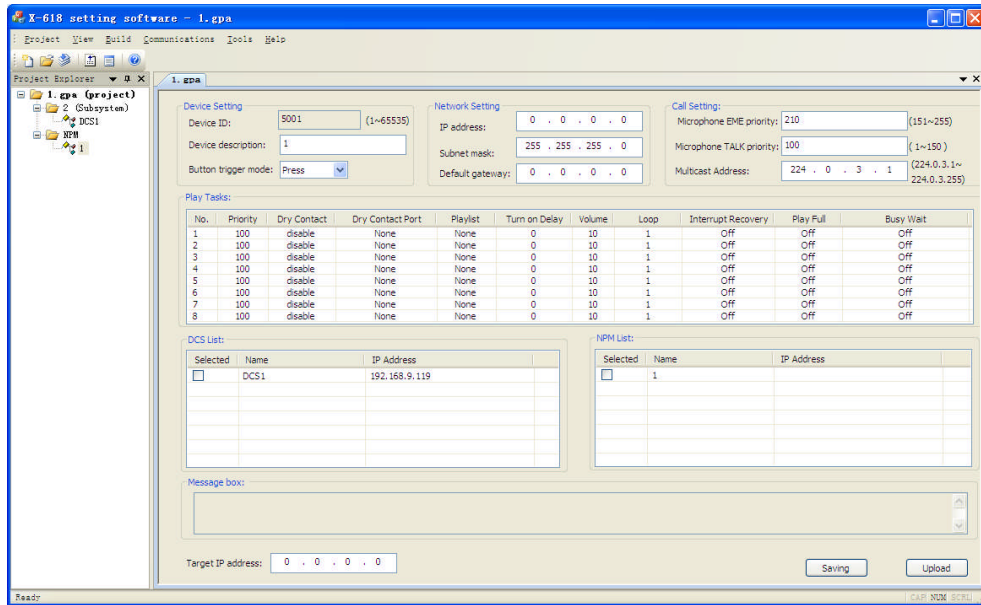 X-618 setting software - 1.gpa
Project View Build Communications Tools Help
Project Explorer
1.gpa (project)
2 (Subsystem)
DCS1
NPM
1
1.gpa
Device Setting
Device ID: 5001 (1~65535)
Device description: 1
Button trigger mode: Press
Network Setting
IP address: 0 . 0 . 0 . 0
Subnet mask: 255 . 255 . 255 . 0
Default gateway: 0 . 0 . 0 . 0
Call Setting:
Microphone EME priority: 210 (151~255)
Microphone TALK priority: 100 ( 1~150 )
Multicast Address: 224 . 0 . 3 . 1 (224.0.3.1~
224.0.3.255)
Play Tasks:
No. Priority Dry Contact Dry Contact Port Playlist Turn on Delay Volume Loop Interrupt Recovery Play Full Busy Wait
1 100 disable None None 0 10 1 Off Off Off
2 100 disable None None 0 10 1 Off Off Off
3 100 disable None None 0 10 1 Off Off Off
4 100 disable None None 0 10 1 Off Off Off
5 100 disable None None 0 10 1 Off Off Off
6 100 disable None None 0 10 1 Off Off Off
7 100 disable None None 0 10 1 Off Off Off
8 100 disable None None 0 10 1 Off Off Off
DCS List:
Selected Name IP Address
DCS1 192.168.9.119
NPM List:
Selected Name IP Address
1
Message box:
Target IP address: 0 . 0 . 0 . 0
Saving Upload
Ready
CAP NUM SCRL